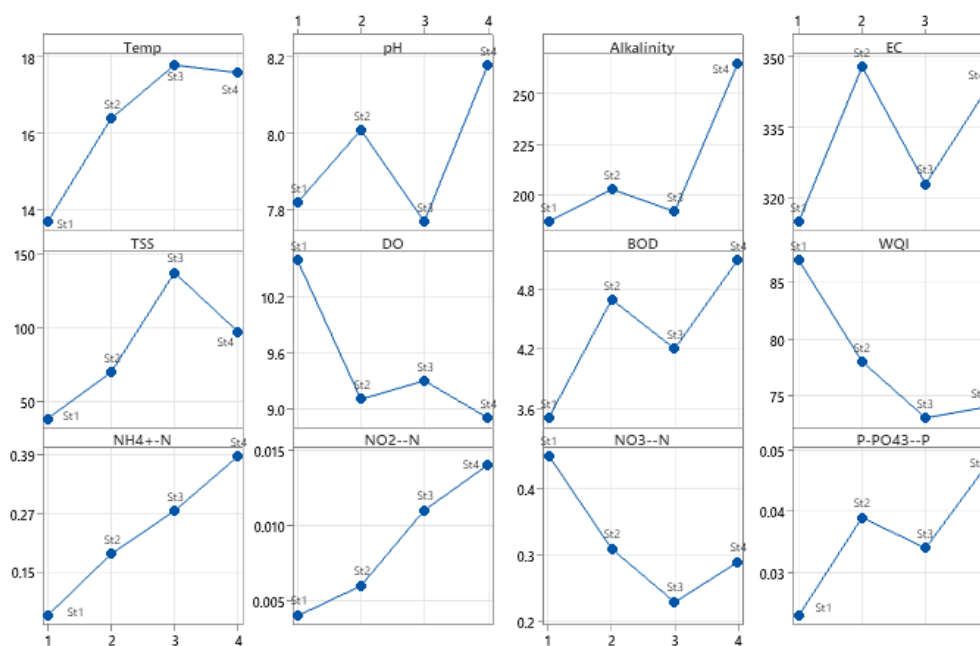 1 2 3 4 1 2 3
Temp pH Alkalinity EC
18 8.2 250 350
St3 St4 St4 St2 St4 St2
16 8.0 225 335
St2 St2 St3 St3
14 7.8 200 320
St1 St1 St3 St1 St1
TSS DO BOD WQI
150 10.2 4.8 85
St3 St1 St2 St4 St1
100 9.6 4.2 80
St2 St4 St2 St3 St3 St2
50 9.0 3.6 75
St1 St4 St1 St3
NH4+-N NO2--N NO3--N P-PO43--P
0.39 0.015 0.4 0.05
St4 St4 St1
0.27 0.010 0.3 0.04
St3 St3 St2 St4 St2
0.15 0.005 0.2 0.03
St2 St2 St3 St3
St1 St1 St1
1 2 3 4 1 2 3 4